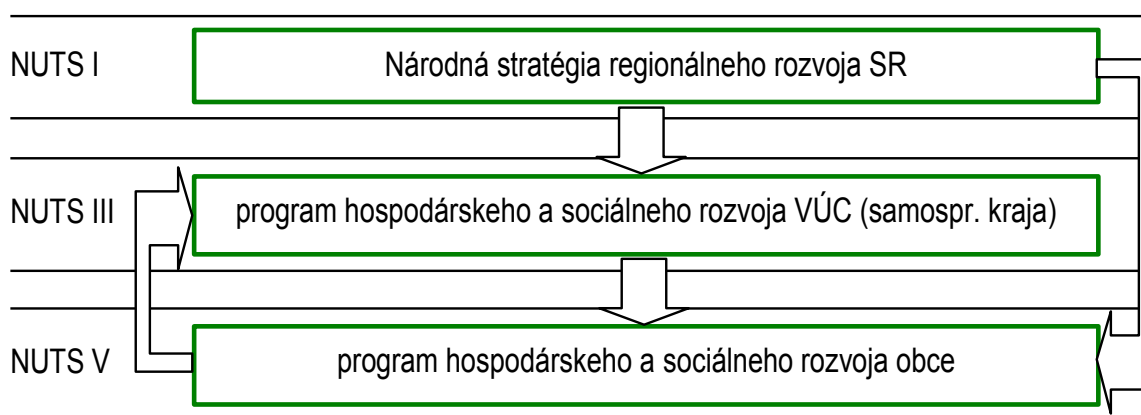 NUTS I
Národná stratégia regionálneho rozvoja SR
NUTS III
program hospodárskeho a sociálneho rozvoja VÚC (samospr. kraja)
NUTS V
program hospodárskeho a sociálneho rozvoja obce